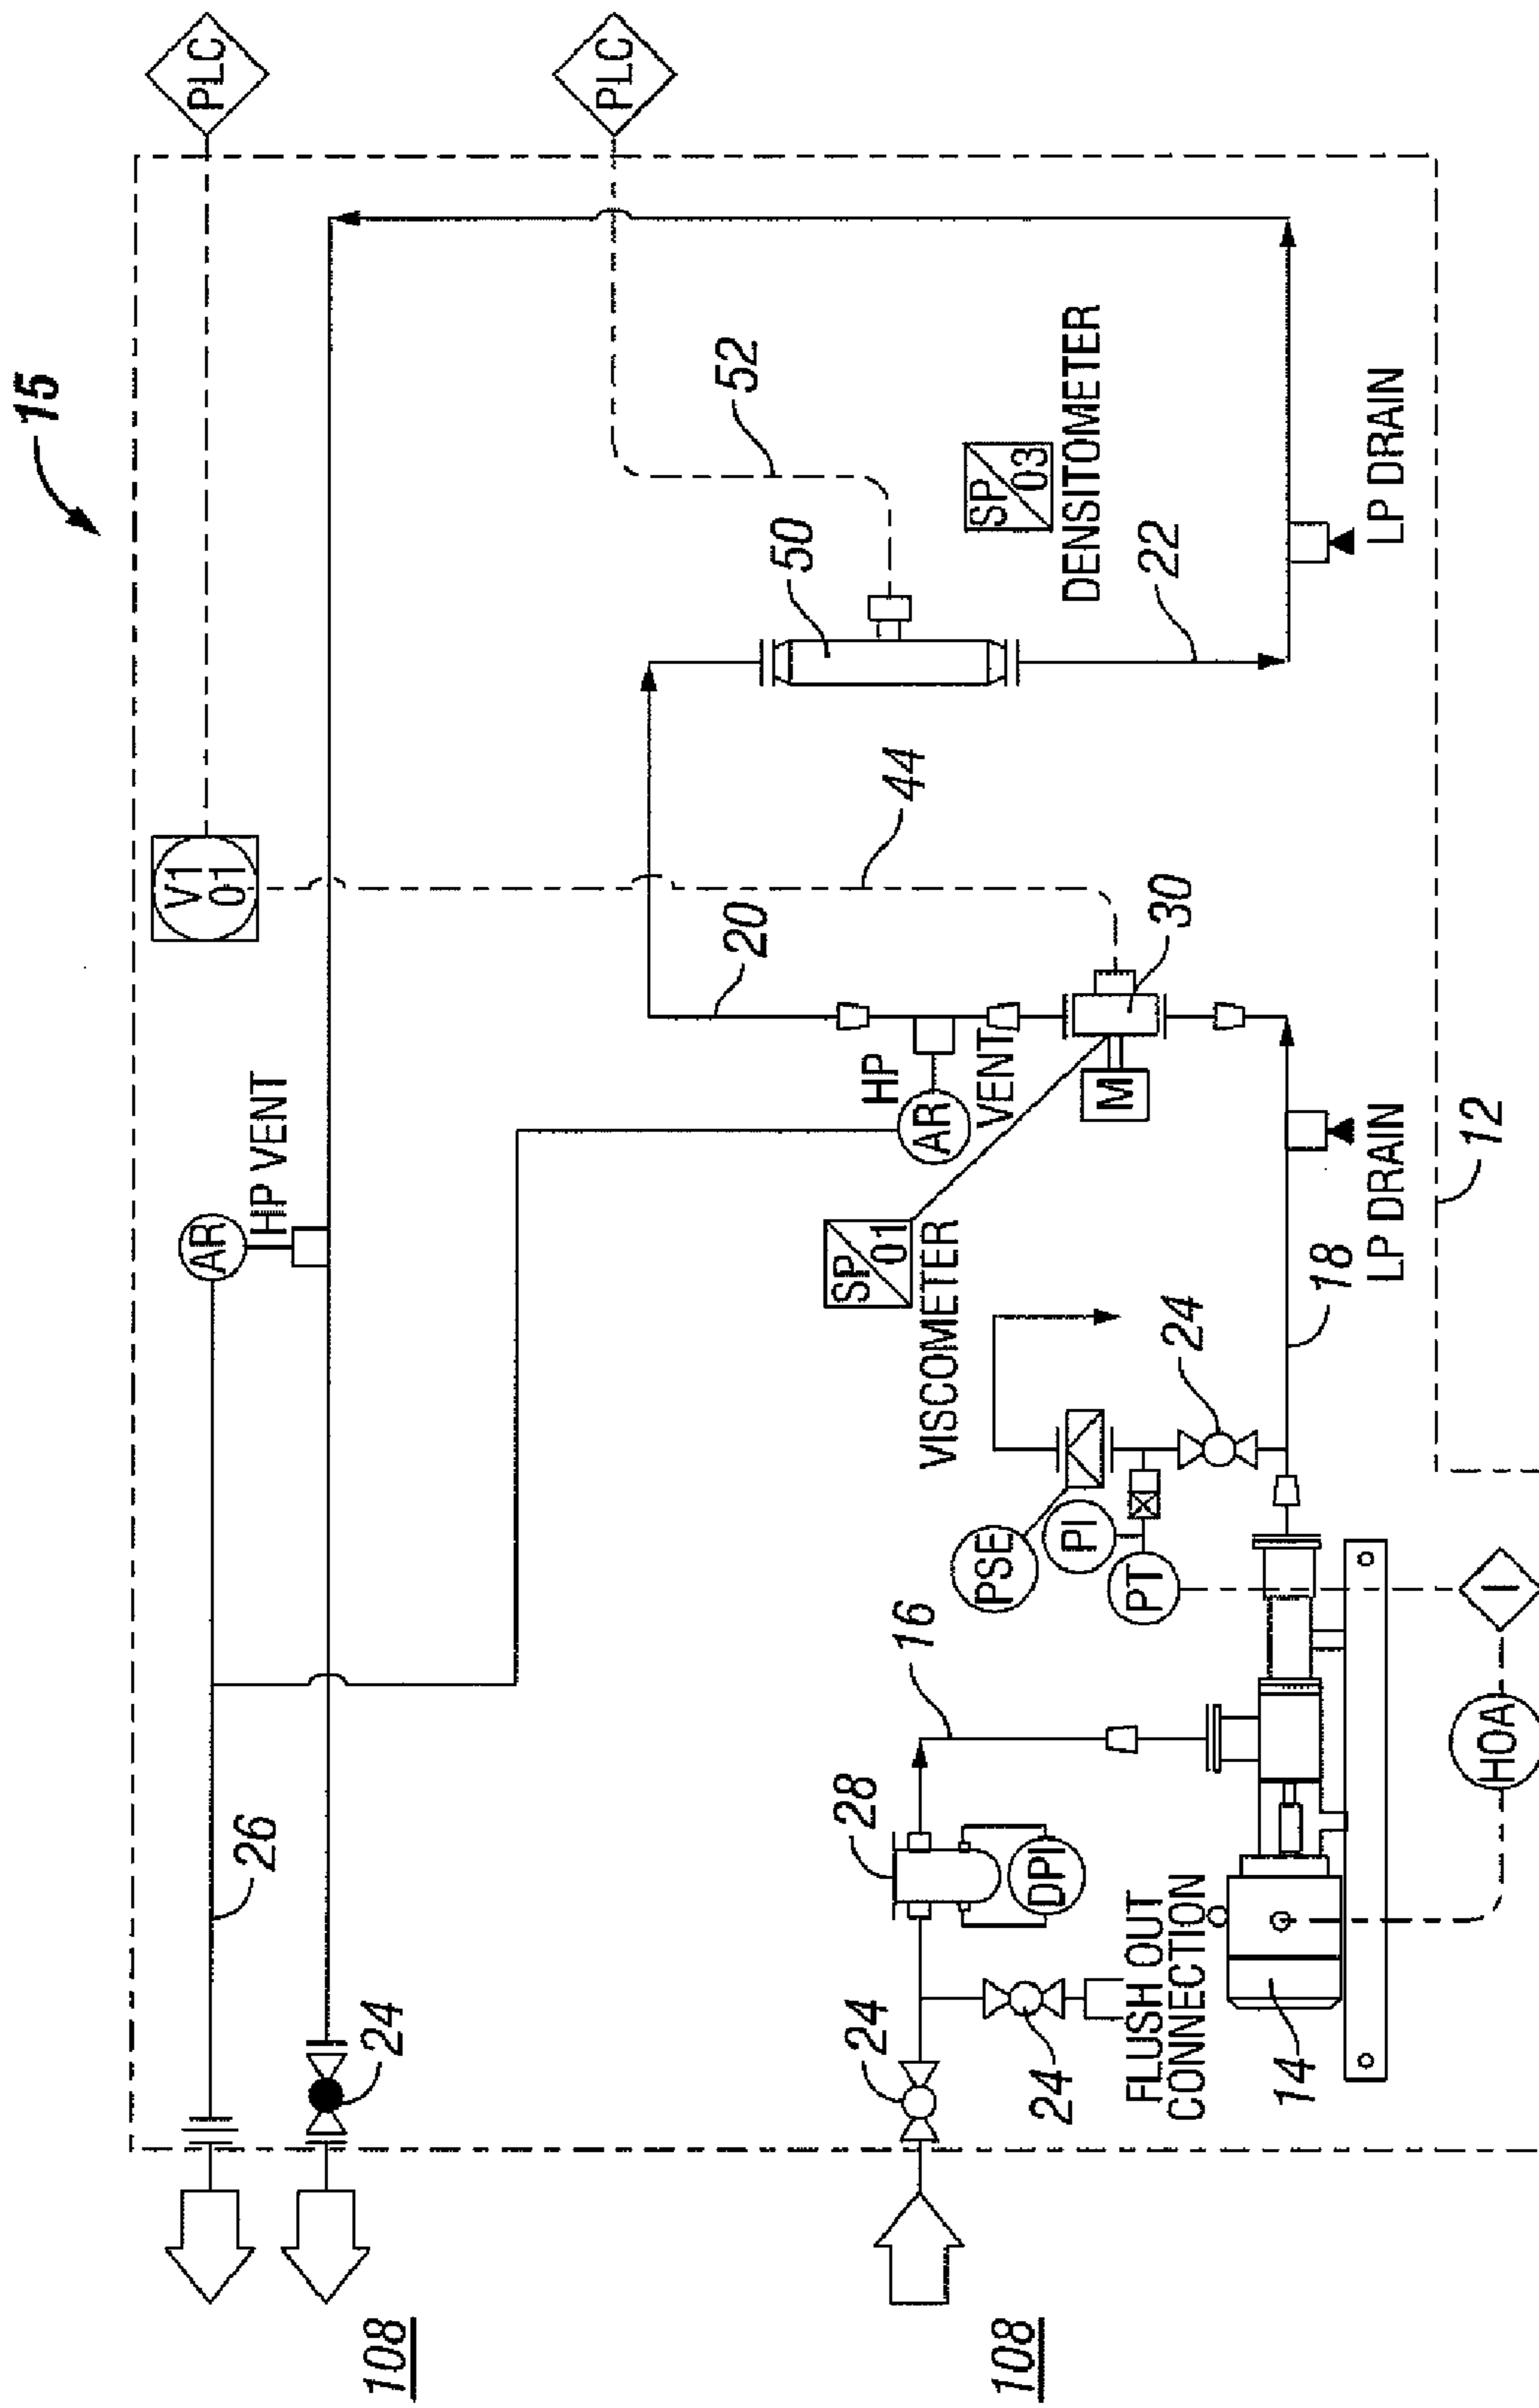 15
PLC
PLC
V1
01
AR
HP VENT
26
24
108
52
50
SP
03
DENSITOMETER
22
LP DRAIN
44
20
HP
VENT
AR
M
30
SP
01
VISCOMETER
LP DRAIN
18
12
24
PSE
PI
PT
16
28
DPI
24
24
FLUSH OUT
CONNECTION
14
HOA
I
108